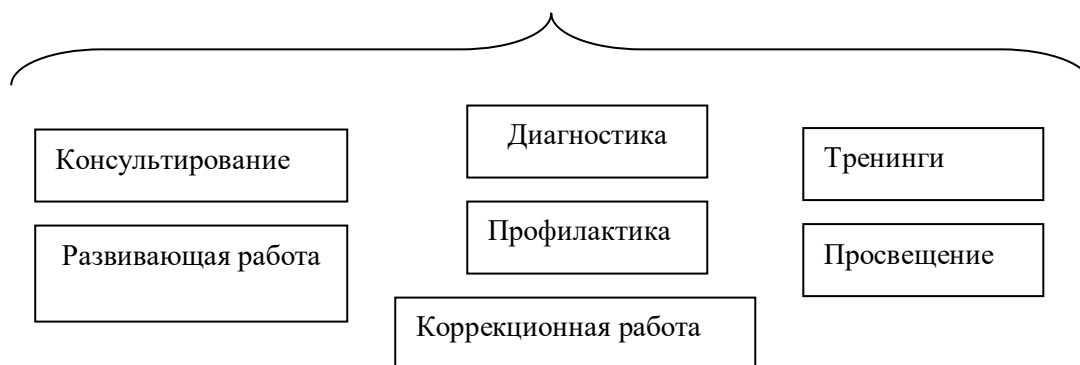 Консультирование
Диагностика
Тренинги
Развивающая работа
Профилактика
Просвещение
Коррекционная работа